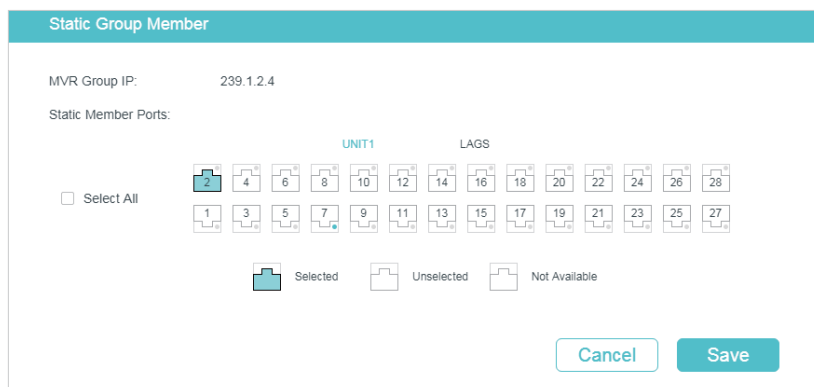 Static Group Member
MVR Group IP: 239.1.2.4
Static Member Ports:
UNIT1 LAGS
2 4 6 8 10 12 14 16 18 20 22 24 26 28
Select All
1 3 5 7 9 11 13 15 17 19 21 23 25 27
Selected Unselected Not Available
Cancel Save